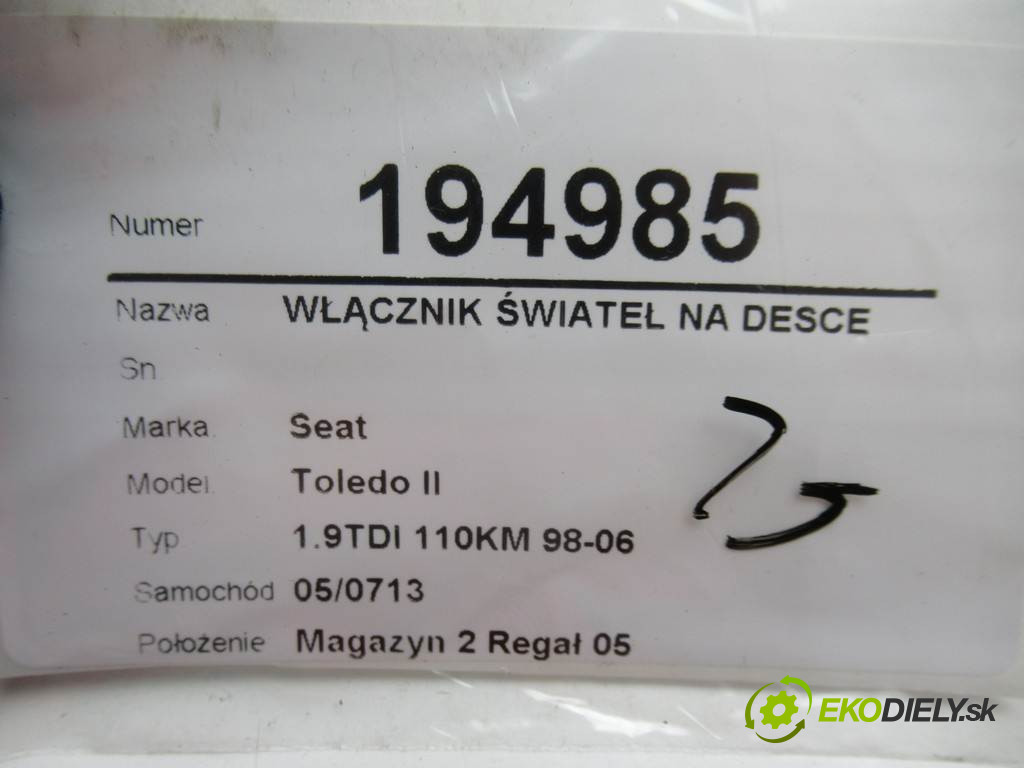 Numer 194985
Nazwa WŁĄCZNIK ŚWIATEŁ NA DESCE
Sn
Marka Seat
Model Toledo II
Typ 1.9TDI 110KM 98-06
Samochód 05/0713
Położenie Magazyn 2 Regał 05
75
EKODIELY.sk